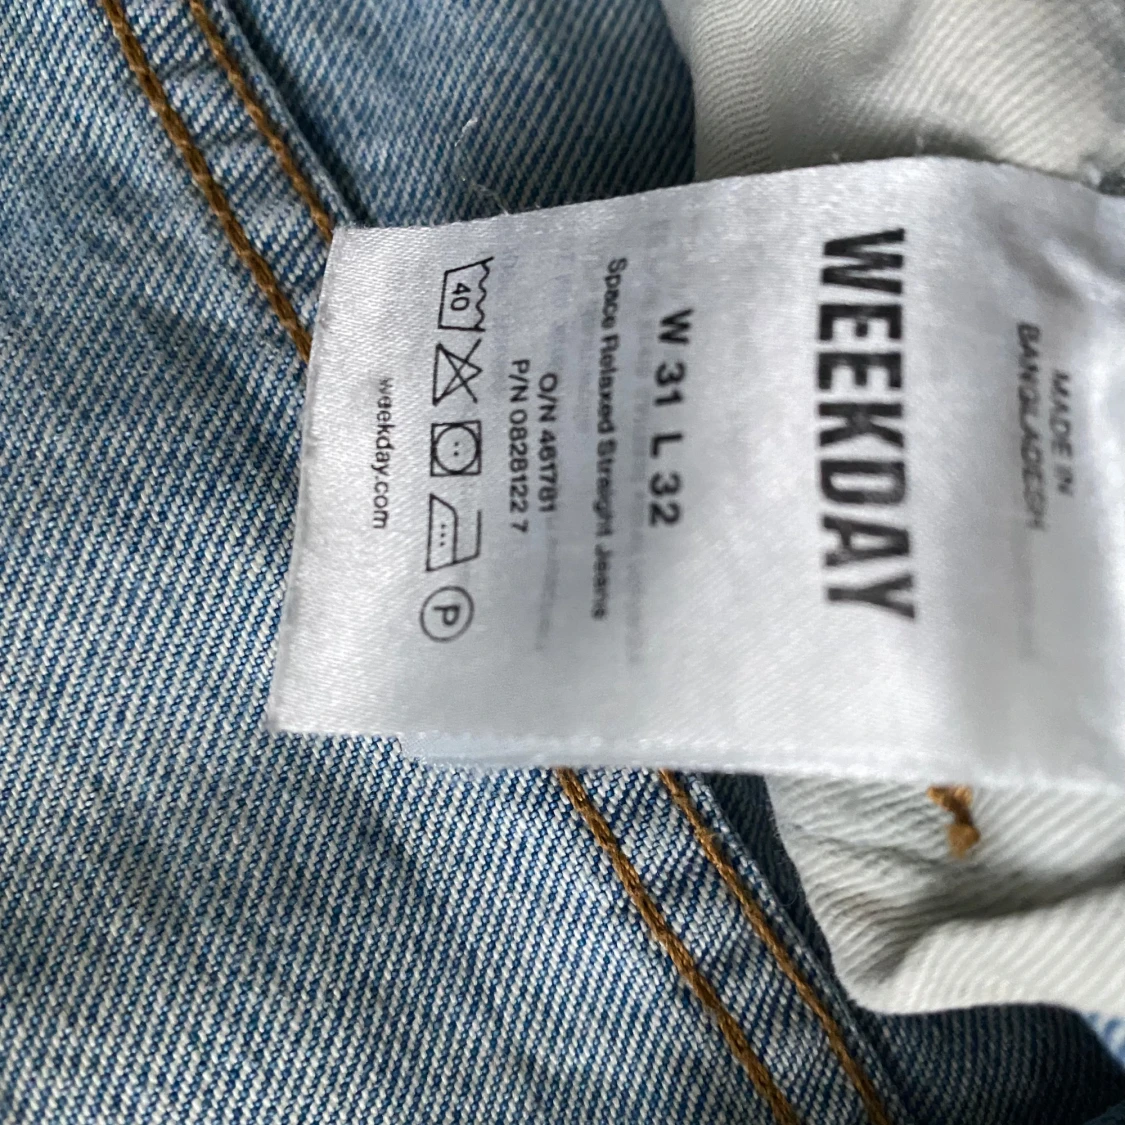 MADE IN
BANGLADESH
WEEKDAY
W 31 L 32
Space Relaxed Straight Jeans
O/N 461781
P/N 0828122 7
40 P
weekday.com